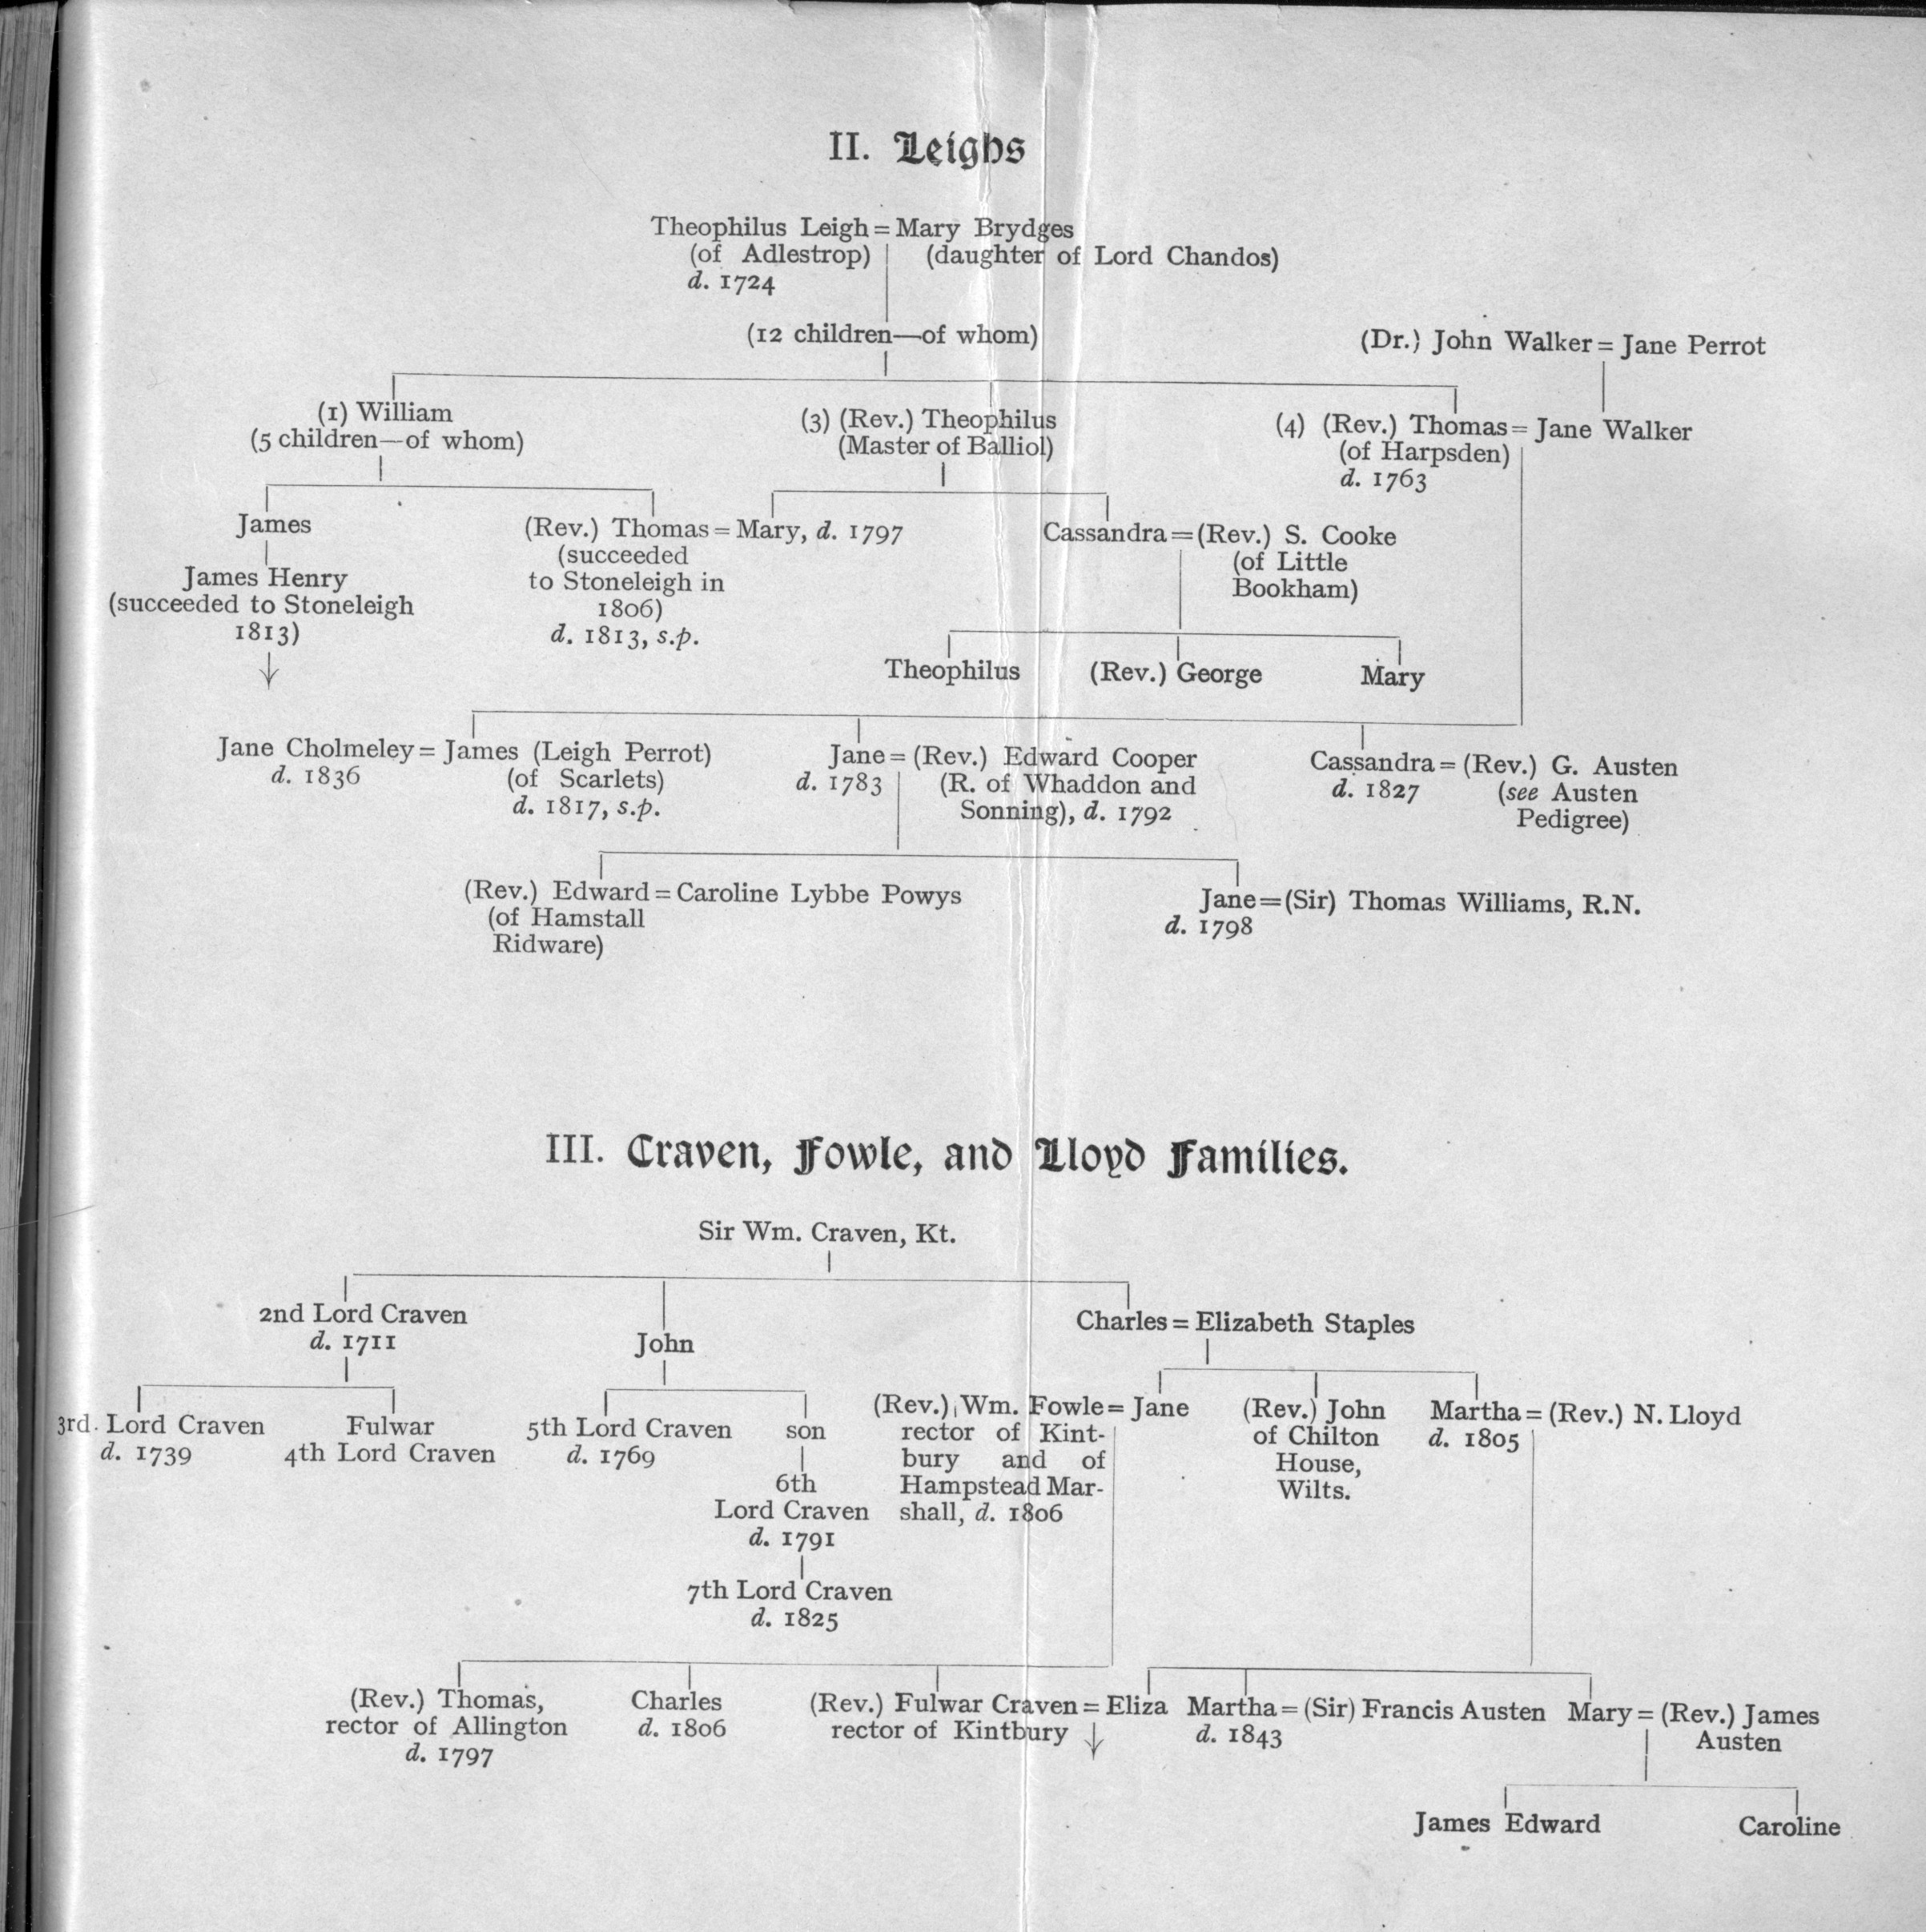 II. Leighs
Theophilus Leigh = Mary Brydges
(of Adlestrop) (daughter of Lord Chandos)
d. 1724
(12 children—of whom)
(Dr.) John Walker = Jane Perrot
(1) William
(5 children—of whom)
(3) (Rev.) Theophilus
(Master of Balliol)
(4) (Rev.) Thomas = Jane Walker
(of Harpsden)
d. 1763
James
James Henry
(succeeded to Stoneleigh
1813)
(Rev.) Thomas = Mary, d. 1797
(succeeded
to Stoneleigh in
1806)
d. 1813, s.p.
Cassandra = (Rev.) S. Cooke
(of Little
Bookham)
Theophilus (Rev.) George Mary
Jane Cholmeley = James (Leigh Perrot)
d. 1836 (of Scarlets)
d. 1817, s.p.
Jane = (Rev.) Edward Cooper
d. 1783 (R. of Whaddon and
Sonning), d. 1792
Cassandra = (Rev.) G. Austen
d. 1827 (see Austen
Pedigree)
(Rev.) Edward = Caroline Lybbe Powys
(of Hamstall
Ridware)
Jane = (Sir) Thomas Williams, R.N.
d. 1798
III. Craven, Fowle, and Lloyd Families.
Sir Wm. Craven, Kt.
2nd Lord Craven
d. 1711
John
Charles = Elizabeth Staples
3rd. Lord Craven
d. 1739
Fulwar
4th Lord Craven
5th Lord Craven
d. 1769
son
6th
Lord Craven
d. 1791
7th Lord Craven
d. 1825
(Rev.) Wm. Fowle = Jane
rector of Kint-
bury and of
Hampstead Mar-
shall, d. 1806
(Rev.) John
of Chilton
House,
Wilts.
Martha = (Rev.) N. Lloyd
d. 1805
(Rev.) Thomas,
rector of Allington
d. 1797
Charles
d. 1806
(Rev.) Fulwar Craven = Eliza
rector of Kintbury
Martha = (Sir) Francis Austen
d. 1843
Mary = (Rev.) James
Austen
James Edward Caroline